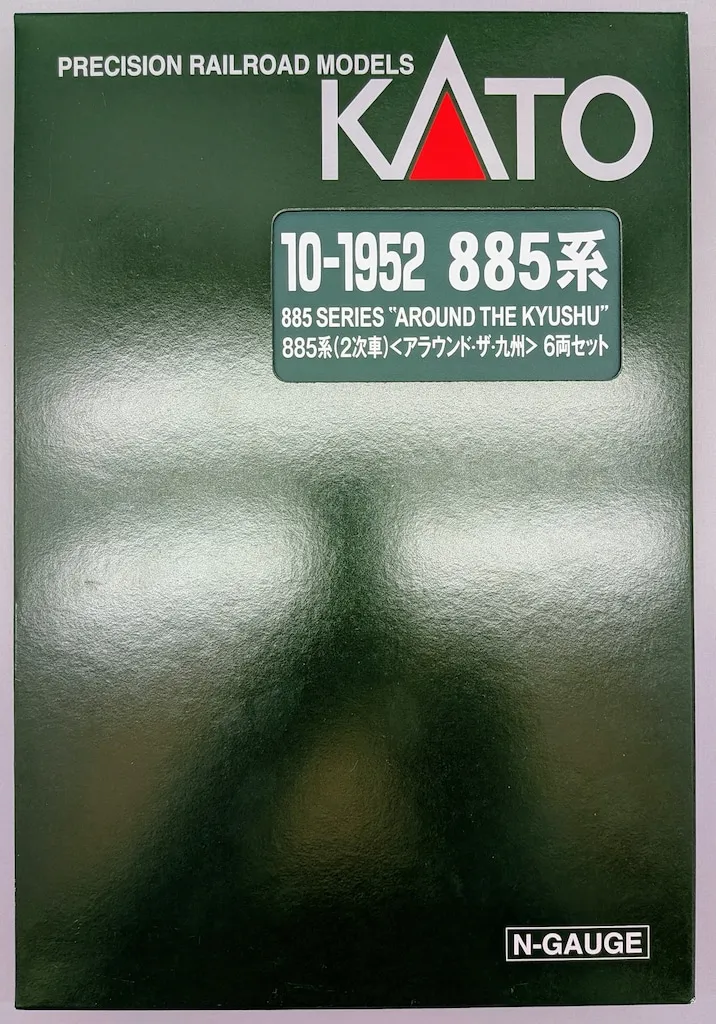 PRECISION RAILROAD MODELS
KATO
10-1952 885系
885 SERIES “AROUND THE KYUSHU”
885系(2次車)<アラウンド・ザ・九州> 6両セット
N-GAUGE